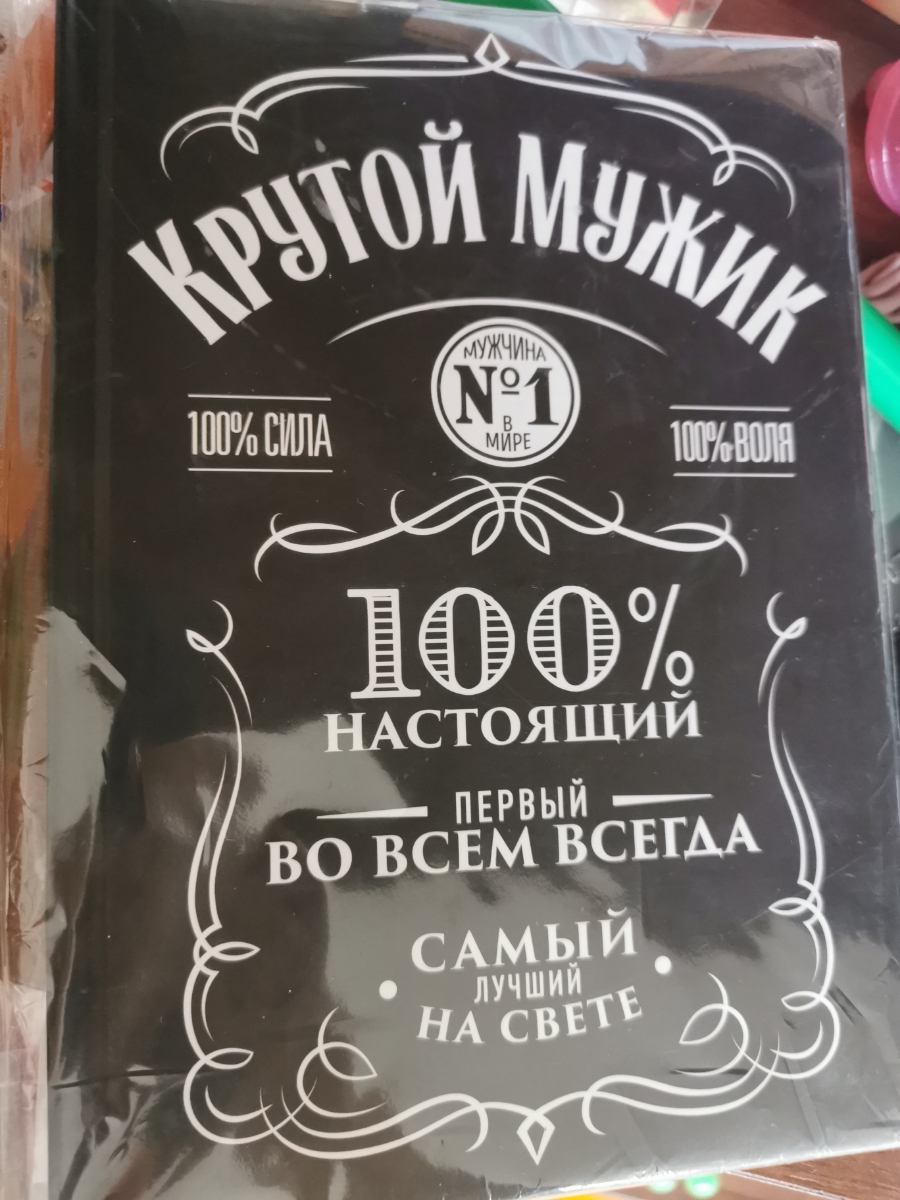 КРУТОЙ МУЖИК
МУЖЧИНА
№1
В
МИРЕ
100% СИЛА
100% ВОЛЯ
100%
НАСТОЯЩИЙ
ПЕРВЫЙ
ВО ВСЕМ ВСЕГДА
САМЫЙ
ЛУЧШИЙ
НА СВЕТЕ